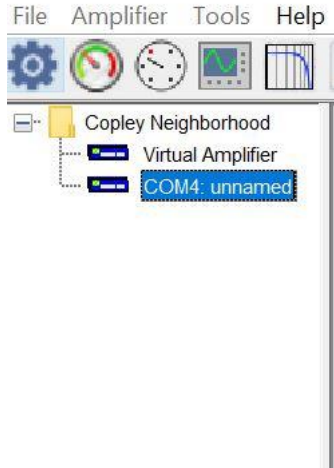 File Amplifier Tools Help
Copley Neighborhood
Virtual Amplifier
COM4: unnamed